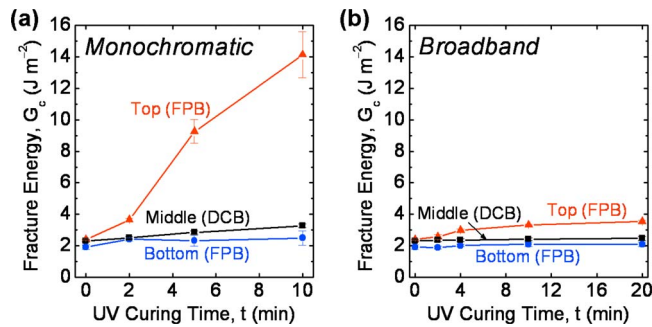 (a)
Monochromatic
Fracture Energy, G_c (J m⁻²)
16
14
12
10
8
6
4
2
0
Top (FPB)
Middle (DCB)
Bottom (FPB)
0 2 4 6 8 10
UV Curing Time, t (min)
(b)
Broadband
Fracture Energy, G_c (J m⁻²)
16
14
12
10
8
6
4
2
0
Middle (DCB)
Top (FPB)
Bottom (FPB)
0 4 8 12 16 20
UV Curing Time, t (min)